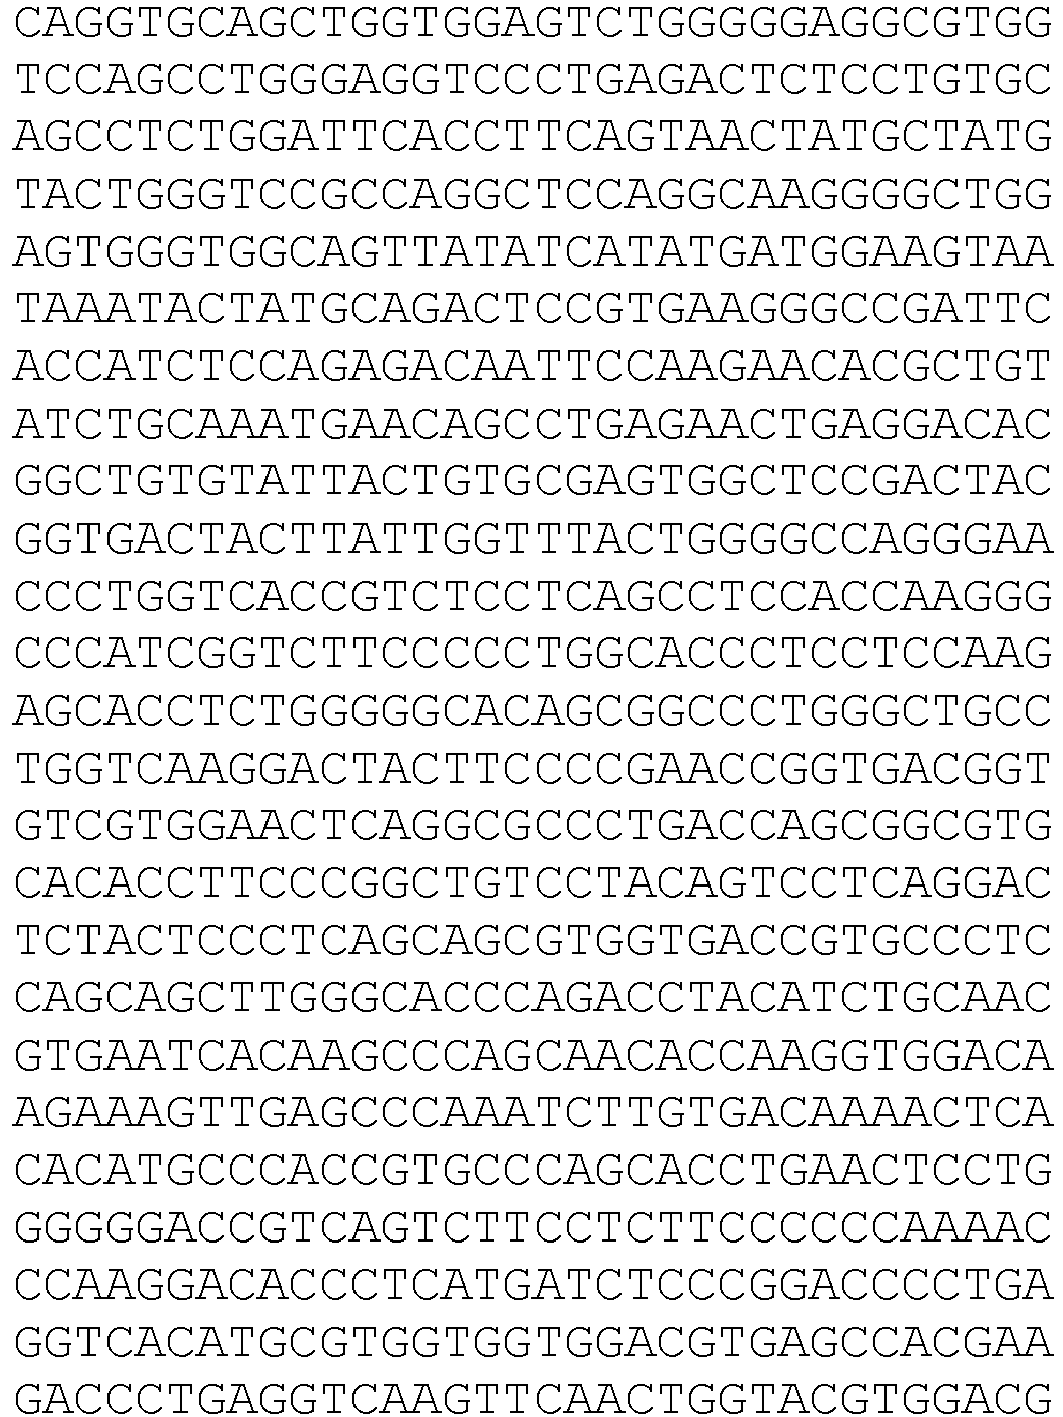 CAGGTGCAGCTGGTGGAGTCTGGGGGAGGCGTGG
TCCAGCCTGGGAGGTCCCTGAGACTCTCCTGTGC
AGCCTCTGGATTCACCTTCAGTAACTATGCTATG
TACTGGGTCCGCCAGGCTCCAGGCAAGGGGCTGG
AGTGGGTGGCAGTTATATCATATGATGGAAGTAA
TAAATACTATGCAGACTCCGTGAAGGGCCGATTC
ACCATCTCCAGAGACAATTCCAAGAACACGCTGT
ATCTGCAAATGAACAGCCTGAGAACTGAGGACAC
GGCTGTGTATTACTGTGCGAGTGGCTCCGACTAC
GGTGACTACTTATTGGTTTACTGGGGCCAGGGAA
CCCTGGTCACCGTCTCCTCAGCCTCCACCAAGGG
CCCATCGGTCTTCCCCCTGGCACCCTCCTCCAAG
AGCACCTCTGGGGGCACAGCGGCCCTGGGCTGCC
TGGTCAAGGACTACTTCCCCGAACCGGTGACGGT
GTCGTGGAACTCAGGCGCCCTGACCAGCGGCGTG
CACACCTTCCCGGCTGTCCTACAGTCCTCAGGAC
TCTACTCCCTCAGCAGCGTGGTGACCGTGCCCTC
CAGCAGCTTGGGCACCCAGACCTACATCTGCAAC
GTGAATCACAAGCCCAGCAACACCAAGGTGGACA
AGAAAGTTGAGCCCAAATCTTGTGACAAAACTCA
CACATGCCCACCGTGCCCAGCACCTGAACTCCTG
GGGGGACCGTCAGTCTTCCTCTTCCCCCCAAAAC
CCAAGGACACCCTCATGATCTCCCGGACCCCTGA
GGTCACATGCGTGGTGGTGGACGTGAGCCACGAA
GACCCTGAGGTCAAGTTCAACTGGTACGTGGACG